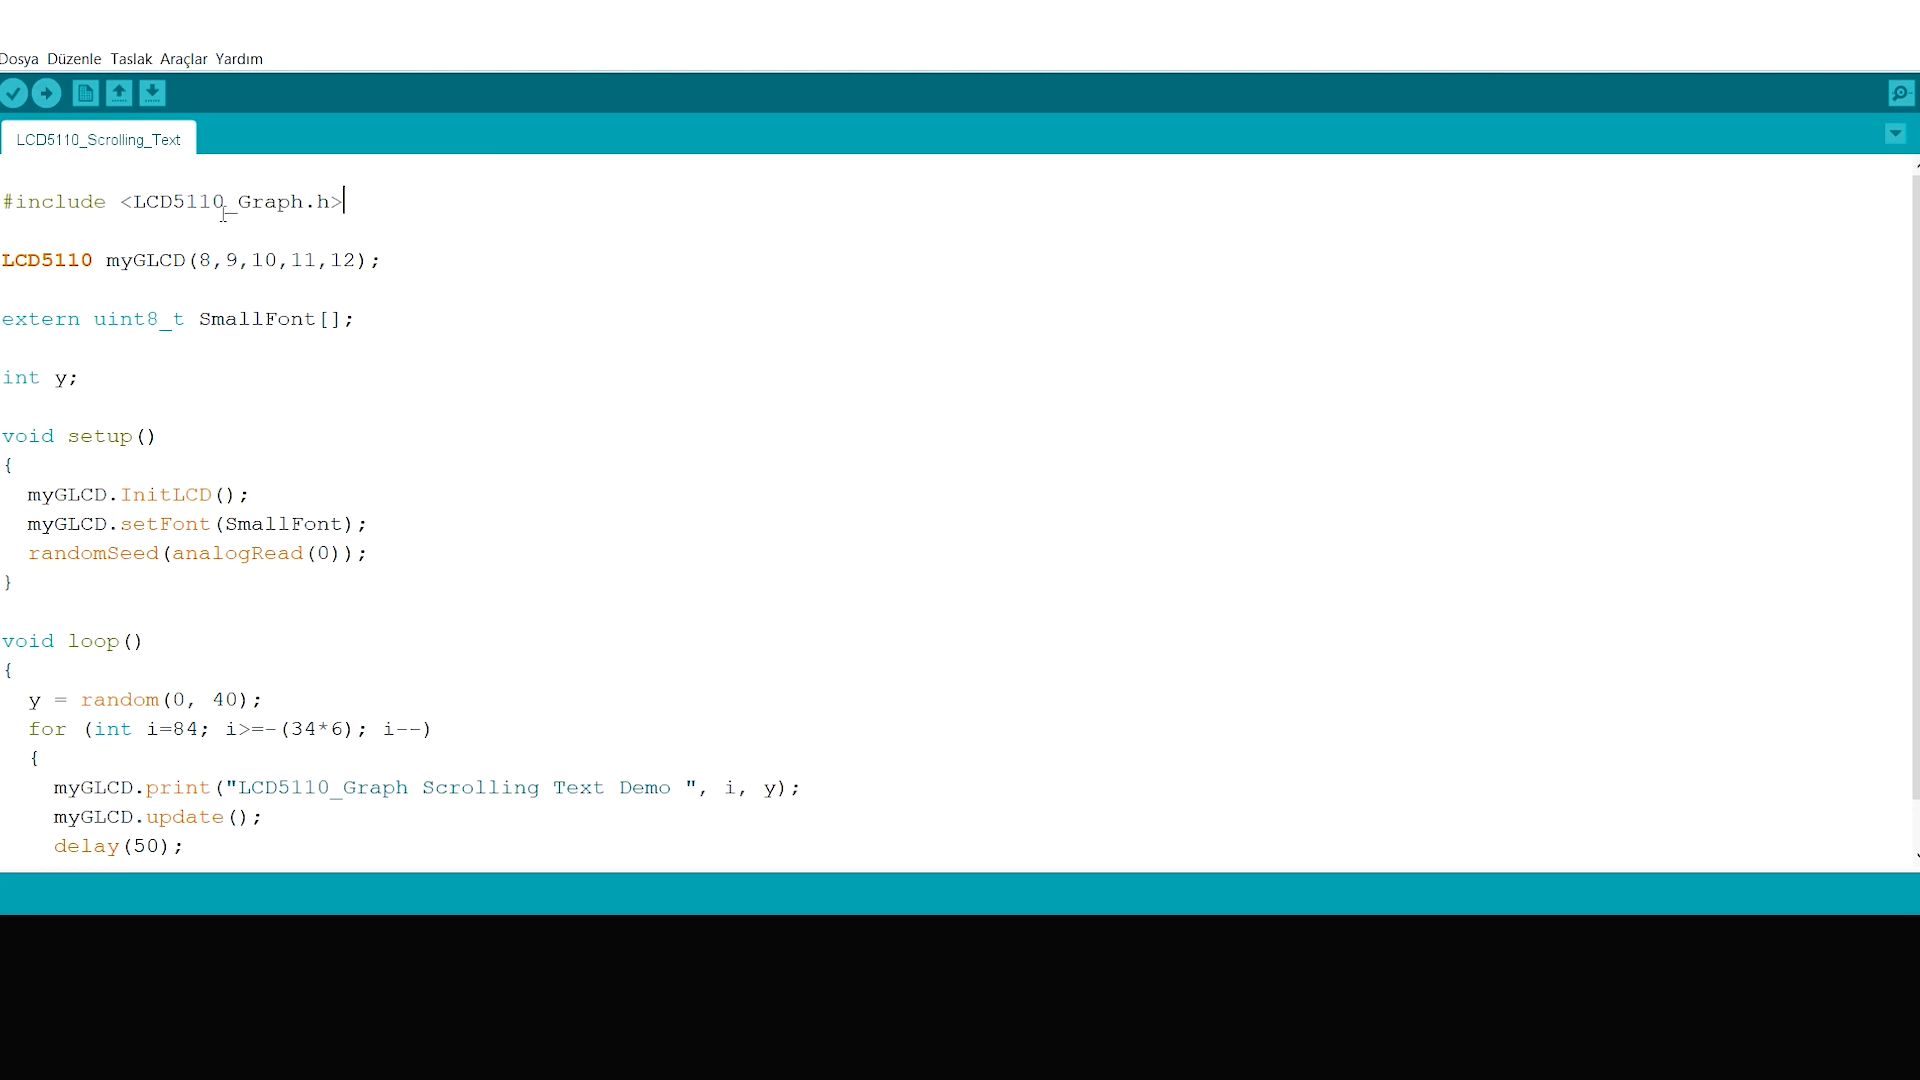 Dosya Düzenle Taslak Araçlar Yardım
LCD5110_Scrolling_Text
#include <LCD5110_Graph.h>
LCD5110 myGLCD(8,9,10,11,12);
extern uint8_t SmallFont[];
int y;
void setup()
{
myGLCD.InitLCD();
myGLCD.setFont(SmallFont);
randomSeed(analogRead(0));
}
void loop()
{
y = random(0, 40);
for (int i=84; i>=-(34*6); i--)
{
myGLCD.print("LCD5110_Graph Scrolling Text Demo ", i, y);
myGLCD.update();
delay(50);